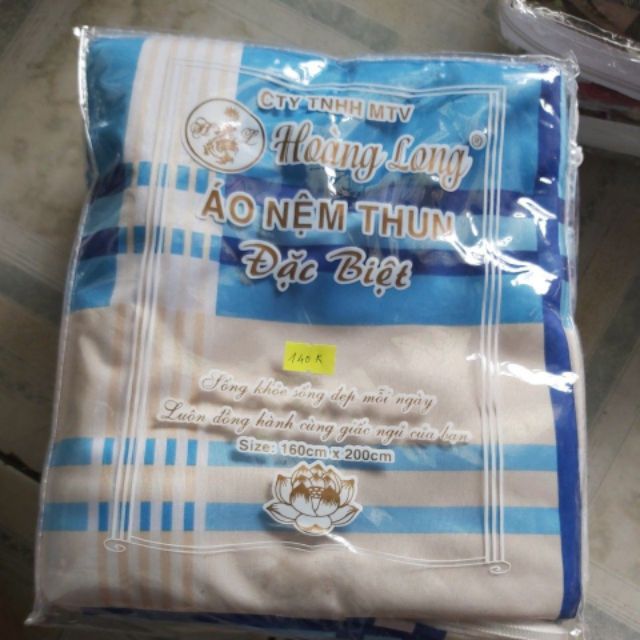 CTY TNHH MTV
H L
Hoàng Long®
ÁO NỆM THUN
Đặc Biệt
140K
Sống khỏe sống đẹp mỗi ngày
Luôn đồng hành cùng giấc ngủ của bạn
Size: 160cm x 200cm